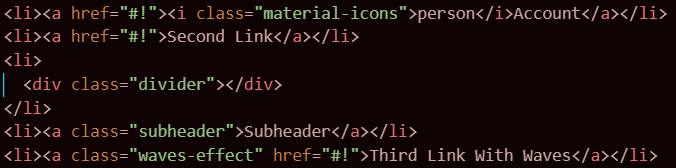 <li><a href="#!"><i class="material-icons">person</i>Account</a></li>
<li><a href="#!">Second Link</a></li>
<li>
  <div class="divider"></div>
</li>
<li><a class="subheader">Subheader</a></li>
<li><a class="waves-effect" href="#!">Third Link With Waves</a></li>